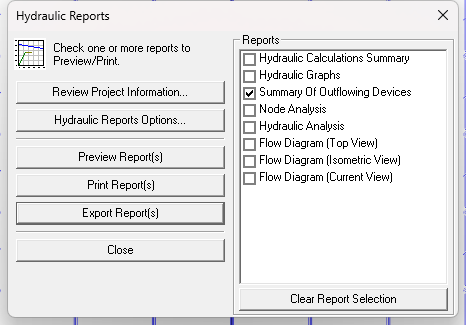 Hydraulic Reports
Check one or more reports to
Preview/Print.
Review Project Information...
Hydraulic Reports Options...
Preview Report(s)
Print Report(s)
Export Report(s)
Close
Reports
Hydraulic Calculations Summary
Hydraulic Graphs
Summary Of Outflowing Devices
Node Analysis
Hydraulic Analysis
Flow Diagram (Top View)
Flow Diagram (Isometric View)
Flow Diagram (Current View)
Clear Report Selection